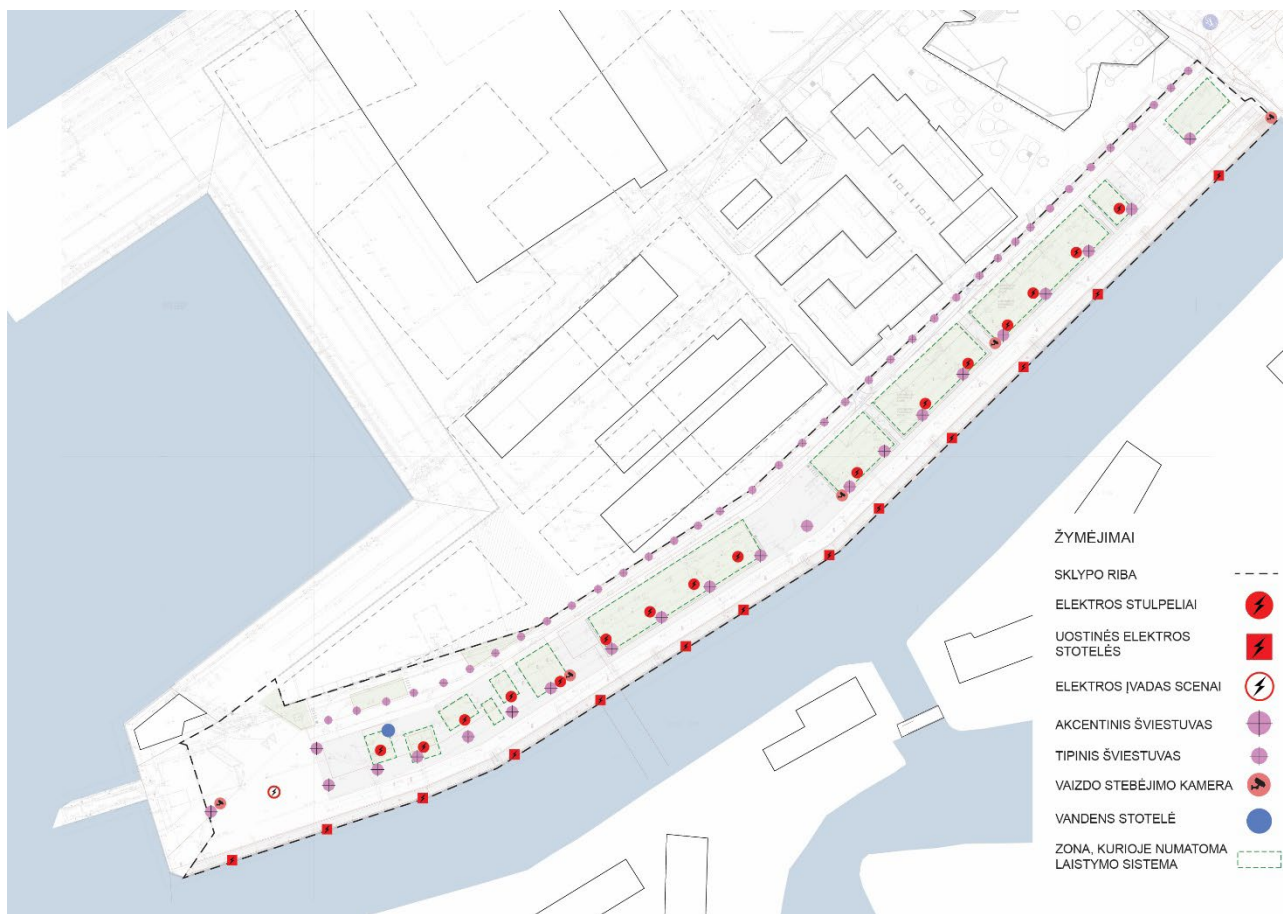 ŽYMĖJIMAI
SKLYPO RIBA
ELEKTROS STULPELIAI
UOSTINĖS ELEKTROS
STOTELĖS
ELEKTROS ĮVADAS SCENAI
AKCENTINIS ŠVIESTUVAS
TIPINIS ŠVIESTUVAS
VAIZDO STEBĖJIMO KAMERA
VANDENS STOTELĖ
ZONA, KURIOJE NUMATOMA
LAISTYMO SISTEMA